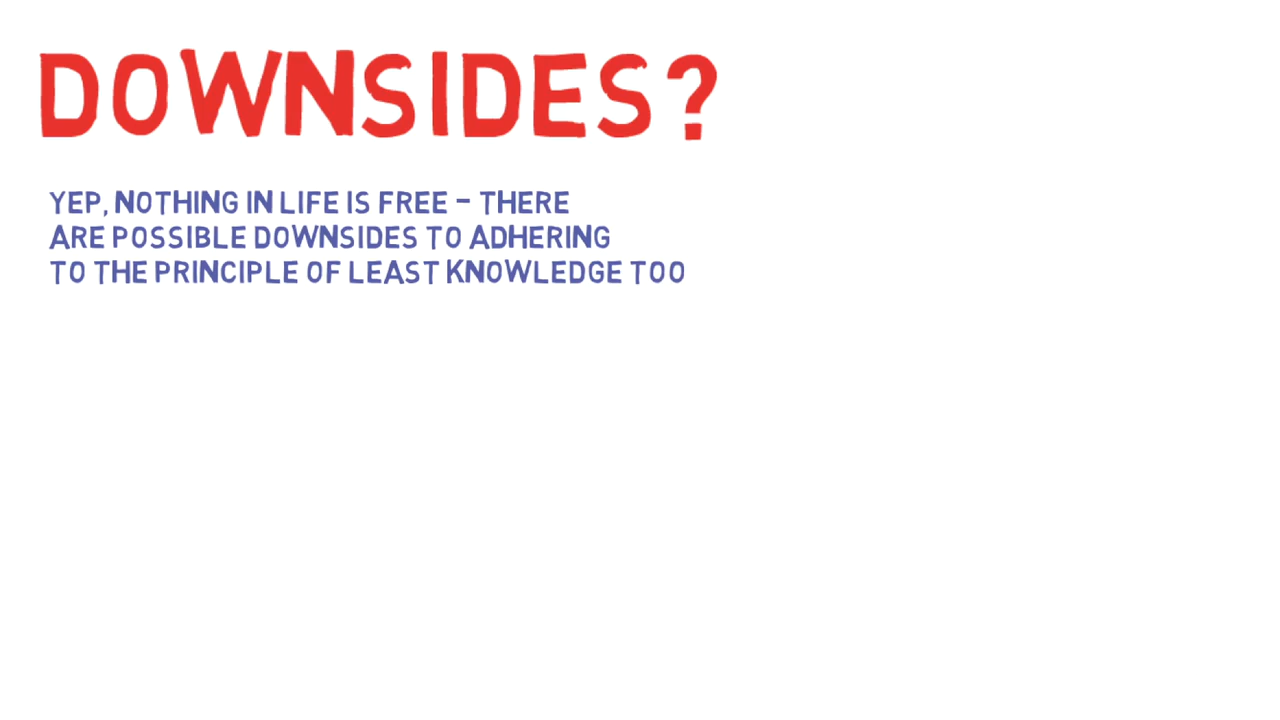 DOWNSIDES?
YEP, NOTHING IN LIFE IS FREE - THERE
ARE POSSIBLE DOWNSIDES TO ADHERING
TO THE PRINCIPLE OF LEAST KNOWLEDGE TOO